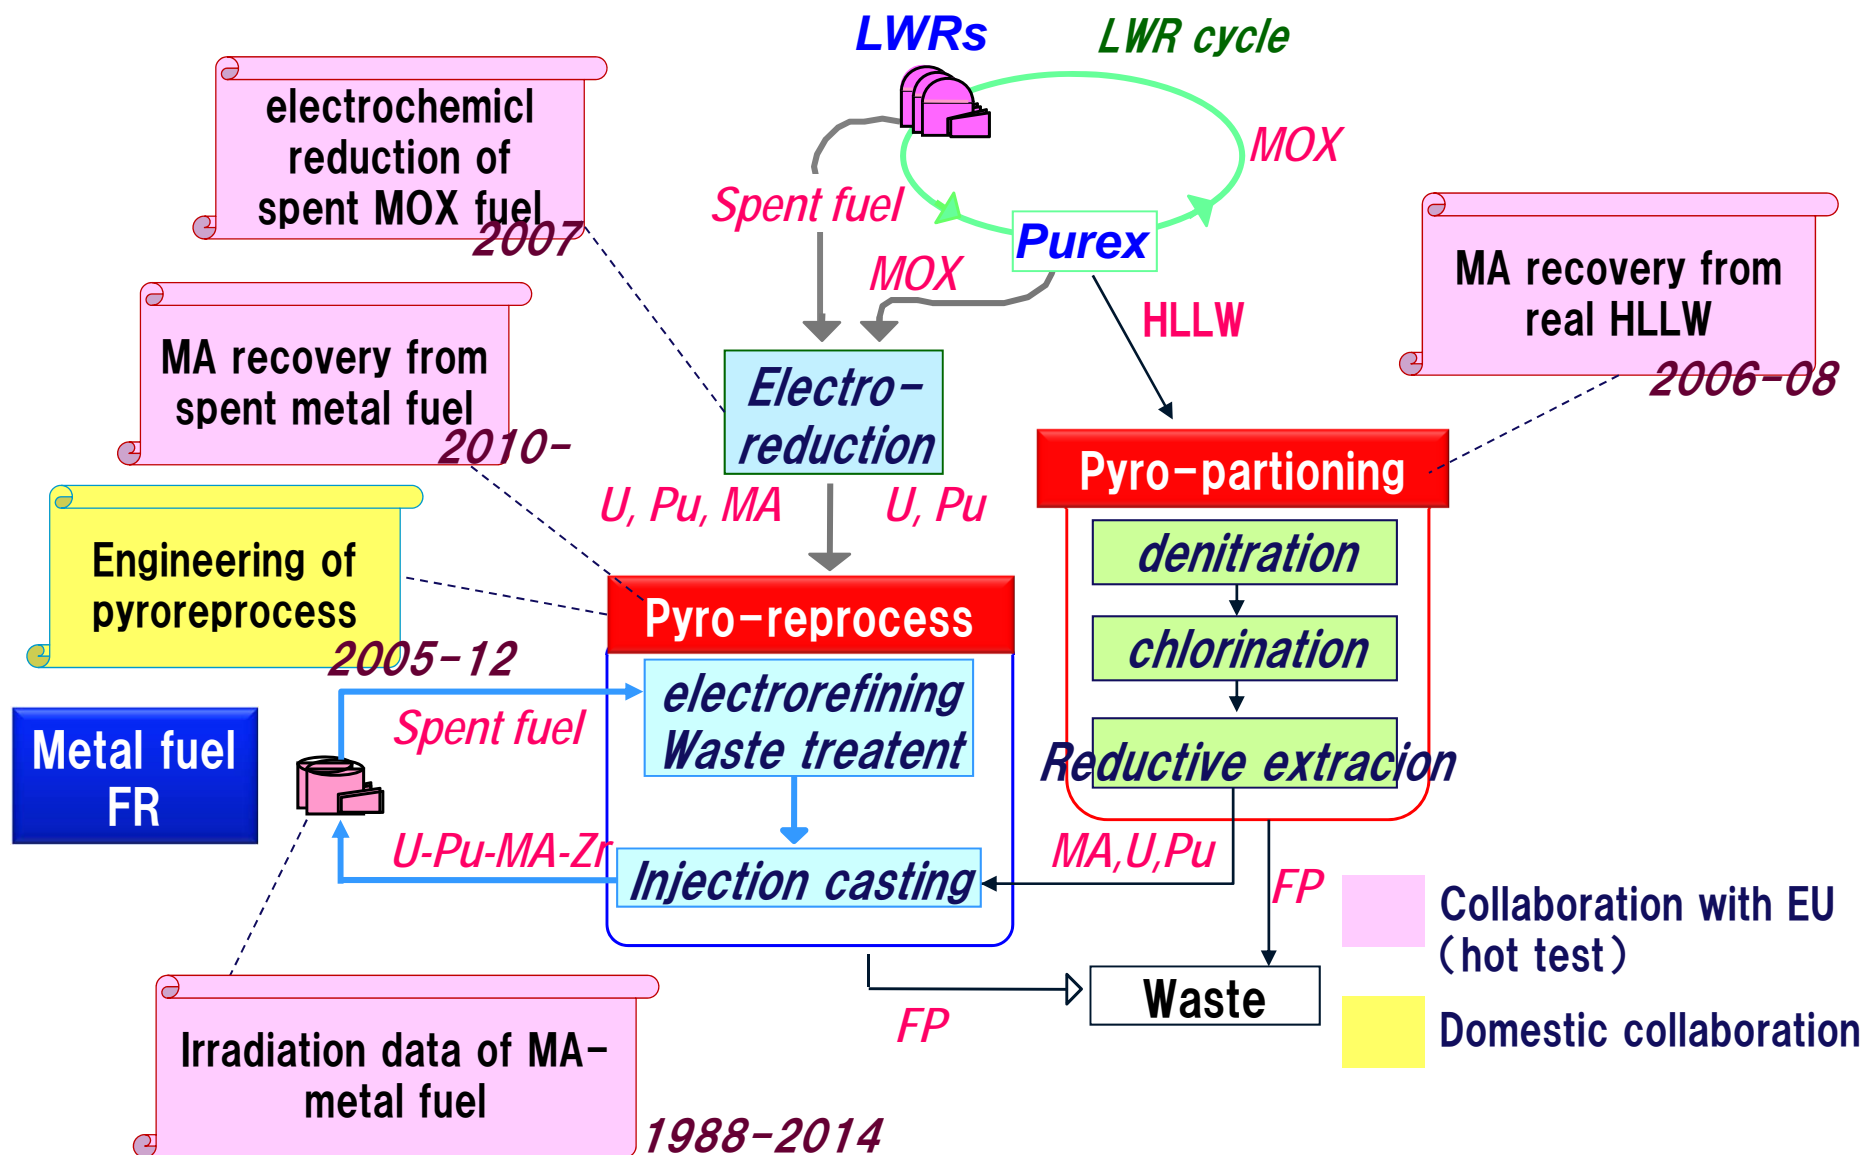 LWRs
LWR cycle
electrochemicl
reduction of
spent MOX fuel
2007
MOX
Spent fuel
Purex
MOX
HLLW
MA recovery from
real HLLW
2006-08
MA recovery from
spent metal fuel
2010-
Electro-
reduction
Pyro-partioning
U, Pu, MA
U, Pu
denitration
Engineering of
pyroreprocess
2005-12
Pyro-reprocess
chlorination
electrorefining
Waste treatent
Spent fuel
Reductive extracion
Metal fuel
FR
U-Pu-MA-Zr
Injection casting
MA,U,Pu
FP
Collaboration with EU
(hot test)
Waste
FP
Domestic collaboration
Irradiation data of MA-
metal fuel
1988-2014